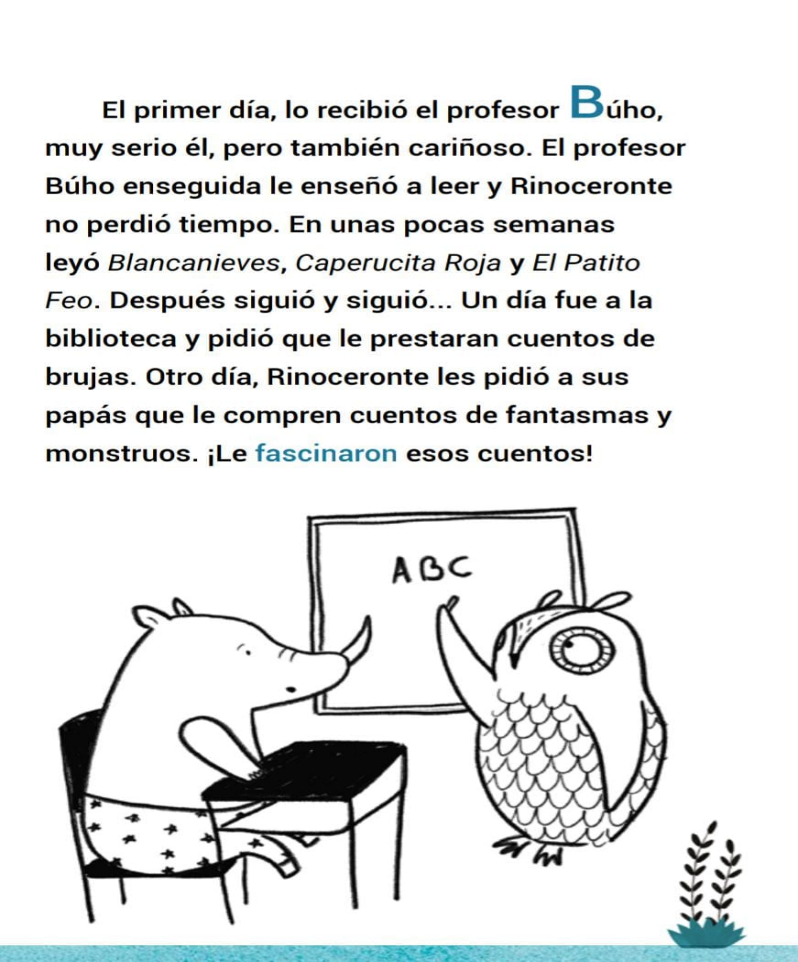 El primer día, lo recibió el profesor Búho,
muy serio él, pero también cariñoso. El profesor
Búho enseguida le enseñó a leer y Rinoceronte
no perdió tiempo. En unas pocas semanas
leyó Blancanieves, Caperucita Roja y El Patito
Feo. Después siguió y siguió... Un día fue a la
biblioteca y pidió que le prestaran cuentos de
brujas. Otro día, Rinoceronte les pidió a sus
papás que le compren cuentos de fantasmas y
monstruos. ¡Le fascinaron esos cuentos!
ABC